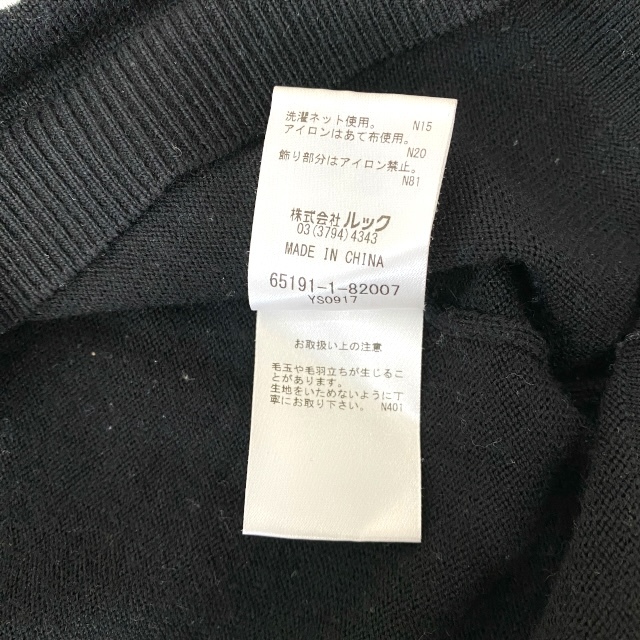 洗濯ネット使用。 N15
アイロンはあて布使用。
N20
飾り部分はアイロン禁止。
N81
株式会社ルック
03(3794)4343
MADE IN CHINA
65191-1-82007
YS0917
お取扱い上の注意
毛玉や毛羽立ちが生じるこ
とがあります。
生地をいためないように丁
寧にお取り下さい。 N401